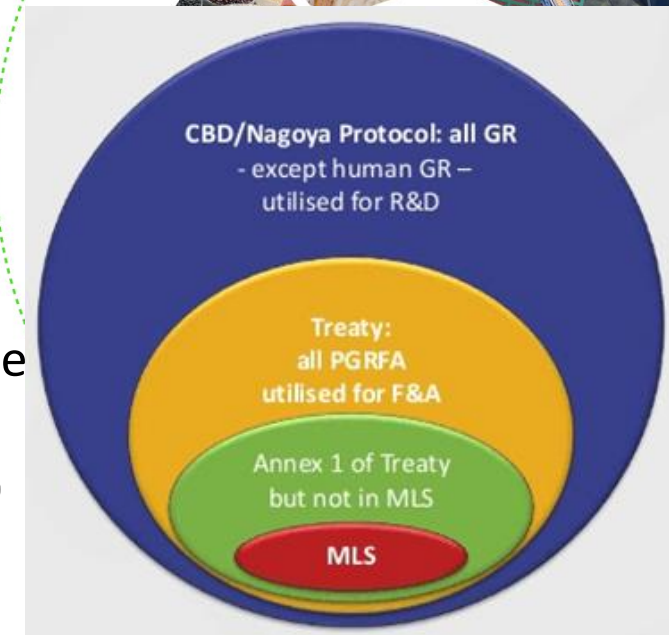 CBD/Nagoya Protocol: all GR
- except human GR –
utilised for R&D
Treaty:
all PGRFA
utilised for F&A
Annex 1 of Treaty
but not in MLS
MLS